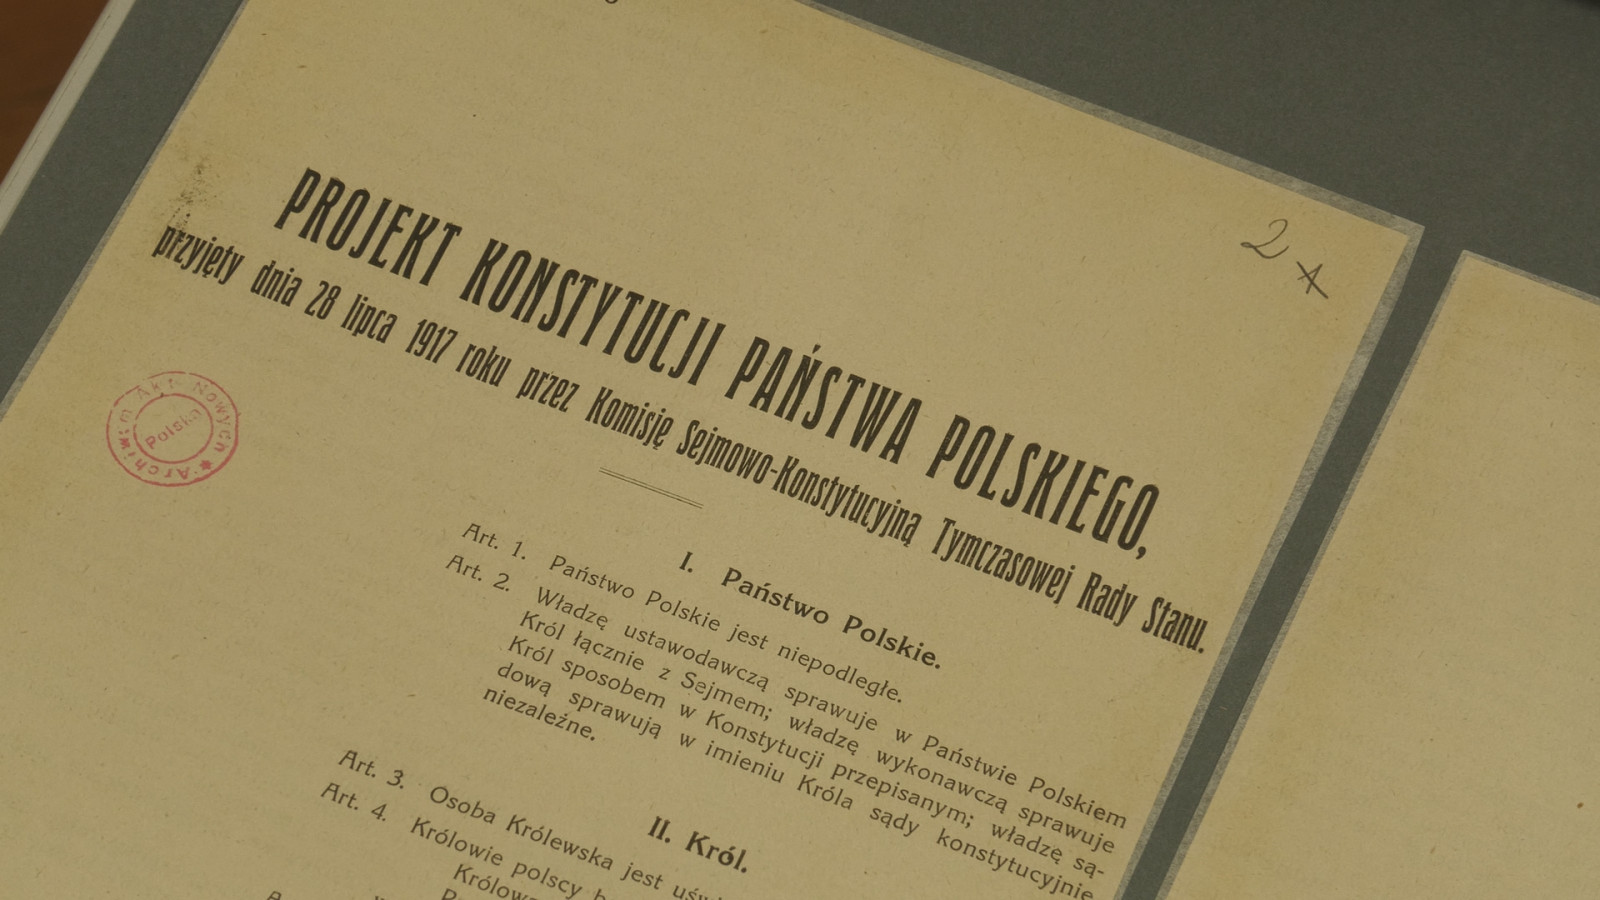 2 1
PROJEKT KONSTYTUCJI PAŃSTWA POLSKIEGO,
przyjęty dnia 28 lipca 1917 roku przez Komisję Sejmowo-Konstytucyjną Tymczasowej Rady Stanu.
Archiwum Akt Nowych
Polska
I. Państwo Polskie.
Art. 1. Państwo Polskie jest niepodległe.
Art. 2. Władzę ustawodawczą sprawuje w Państwie Polskiem
Król łącznie z Sejmem; władzę wykonawczą sprawuje
Król sposobem w Konstytucji przepisanym; władzę są-
dową sprawują w imieniu Króla sądy konstytucyjnie
niezależne.
II. Król.
Art. 3. Osoba Królewska jest
Art. 4. Królowie polscy